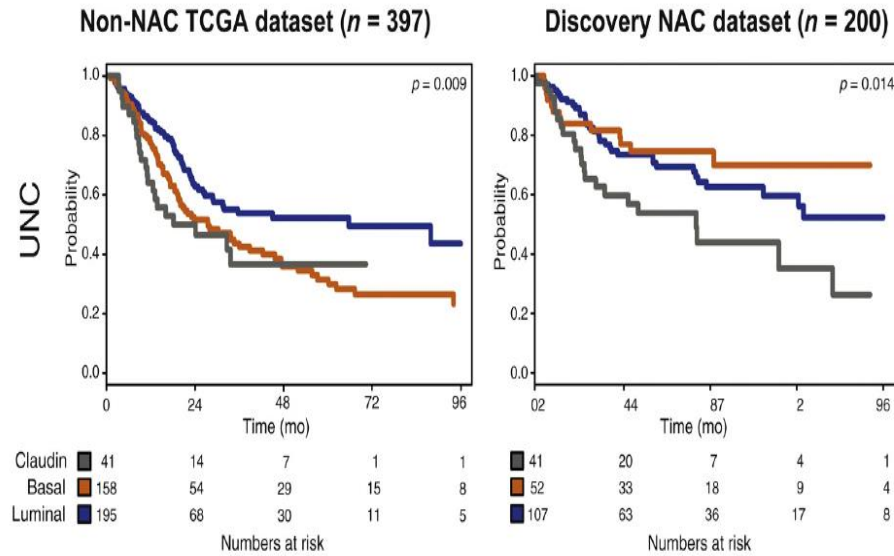 Non-NAC TCGA dataset (n = 397)
Discovery NAC dataset (n = 200)
UNC
Probability
1.0
0.8
0.6
0.4
0.2
0.0
p = 0.009
0 24 48 72 96
Time (mo)
Probability
1.0
0.8
0.6
0.4
0.2
0.0
p = 0.014
02 44 87 2 96
Time (mo)
Claudin 41 14 7 1 1
Basal 158 54 29 15 8
Luminal 195 68 30 11 5
Numbers at risk
41 20 7 4 1
52 33 18 9 4
107 63 36 17 8
Numbers at risk